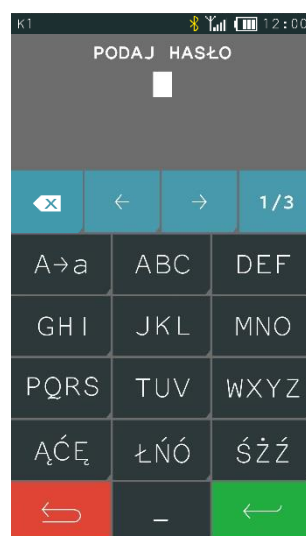 K1 12:00
PODAJ HASŁO
← → 1/3
A→a ABC DEF
GHI JKL MNO
PQRS TUV WXYZ
ĄĆĘ ŁŃÓ ŚŻŹ
_